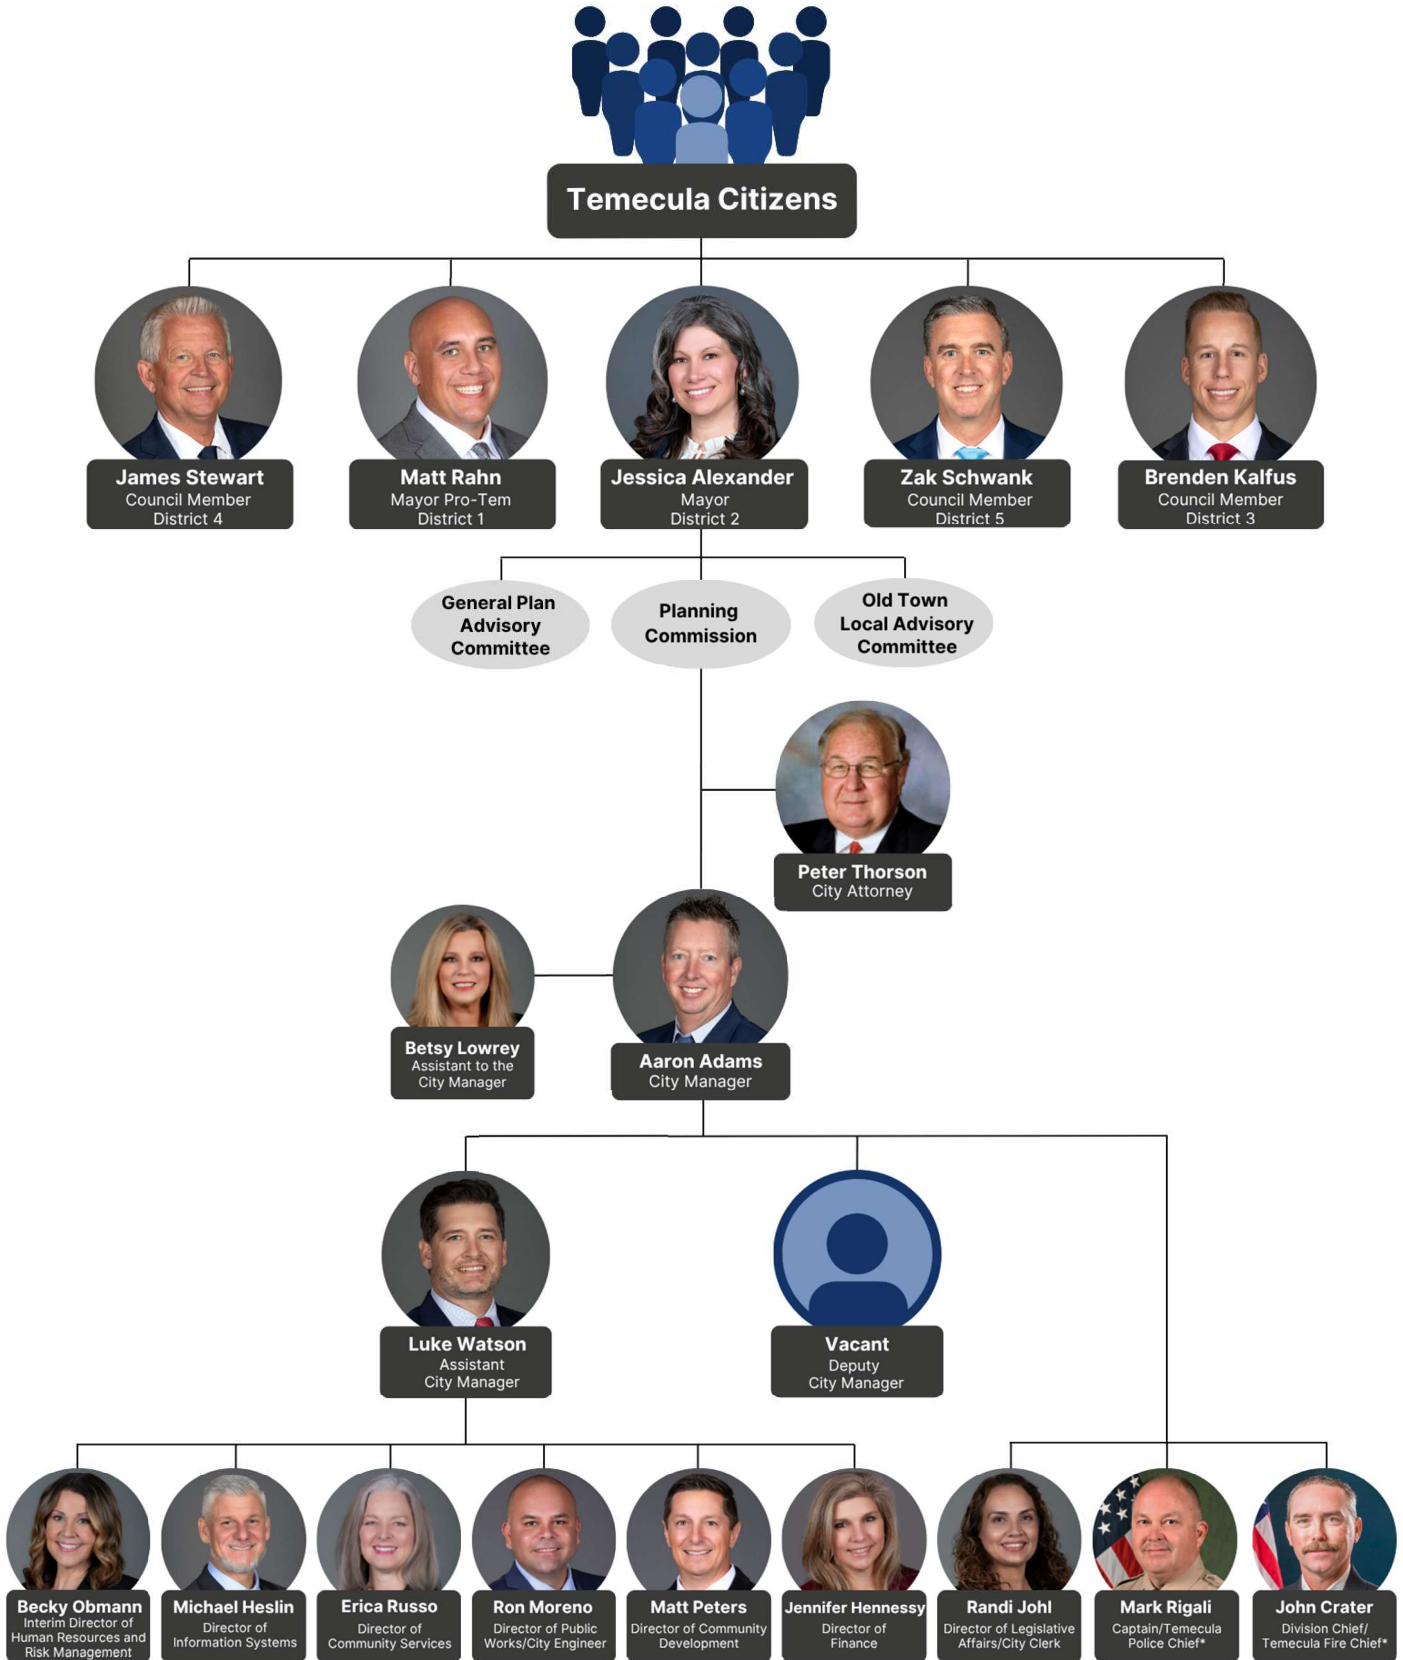 Temecula Citizens
James Stewart
Council Member
District 4
Matt Rahn
Mayor Pro-Tem
District 1
Jessica Alexander
Mayor
District 2
Zak Schwank
Council Member
District 5
Brenden Kalfus
Council Member
District 3
General Plan
Advisory
Committee
Planning
Commission
Old Town
Local Advisory
Committee
Peter Thorson
City Attorney
Betsy Lowrey
Assistant to the
City Manager
Aaron Adams
City Manager
Luke Watson
Assistant
City Manager
Vacant
Deputy
City Manager
Becky Obmann
Interim Director of
Human Resources and
Risk Management
Michael Heslin
Director of
Information Systems
Erica Russo
Director of
Community Services
Ron Moreno
Director of Public
Works/City Engineer
Matt Peters
Director of Community
Development
Jennifer Hennessy
Director of
Finance
Randi Johl
Director of Legislative
Affairs/City Clerk
Mark Rigali
Captain/Temecula
Police Chief*
John Crater
Division Chief/
Temecula Fire Chief*